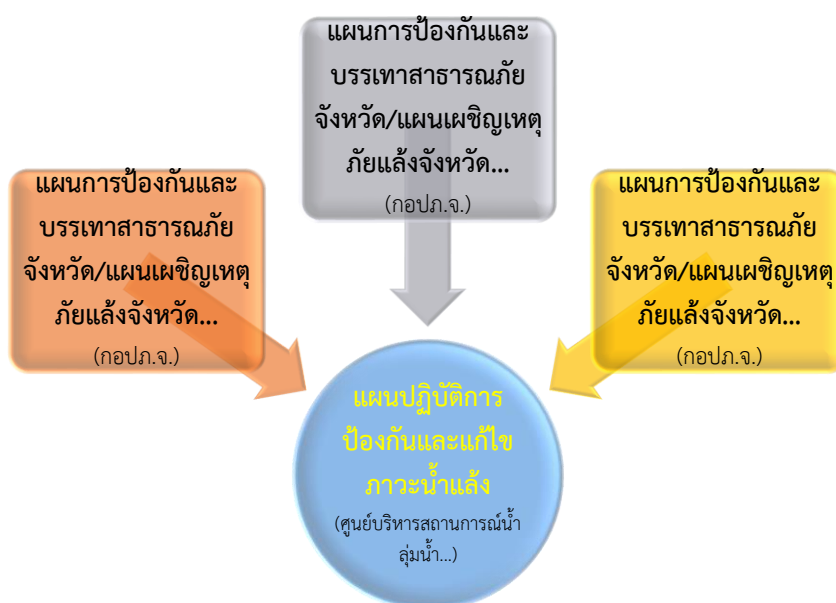 แผนการป้องกันและ
บรรเทาสาธารณภัย
จังหวัด/แผนเผชิญเหตุ
ภัยแล้งจังหวัด...
(กอปภ.จ.)
แผนการป้องกันและ
บรรเทาสาธารณภัย
จังหวัด/แผนเผชิญเหตุ
ภัยแล้งจังหวัด...
(กอปภ.จ.)
แผนการป้องกันและ
บรรเทาสาธารณภัย
จังหวัด/แผนเผชิญเหตุ
ภัยแล้งจังหวัด...
(กอปภ.จ.)
แผนปฏิบัติการ
ป้องกันและแก้ไข
ภาวะน้ำแล้ง
(ศูนย์บริหารสถานการณ์น้ำ
ลุ่มน้ำ...)